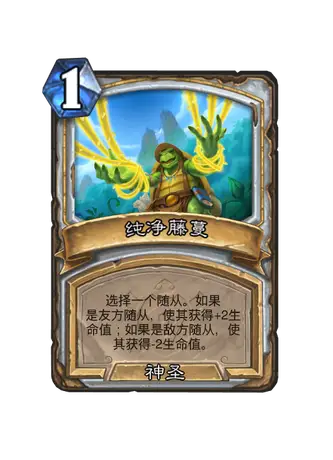 1
纯净藤蔓
选择一个随从。如果
是友方随从，使其获得+2生
命值；如果是敌方随从，使
其获得-2生命值。
神圣